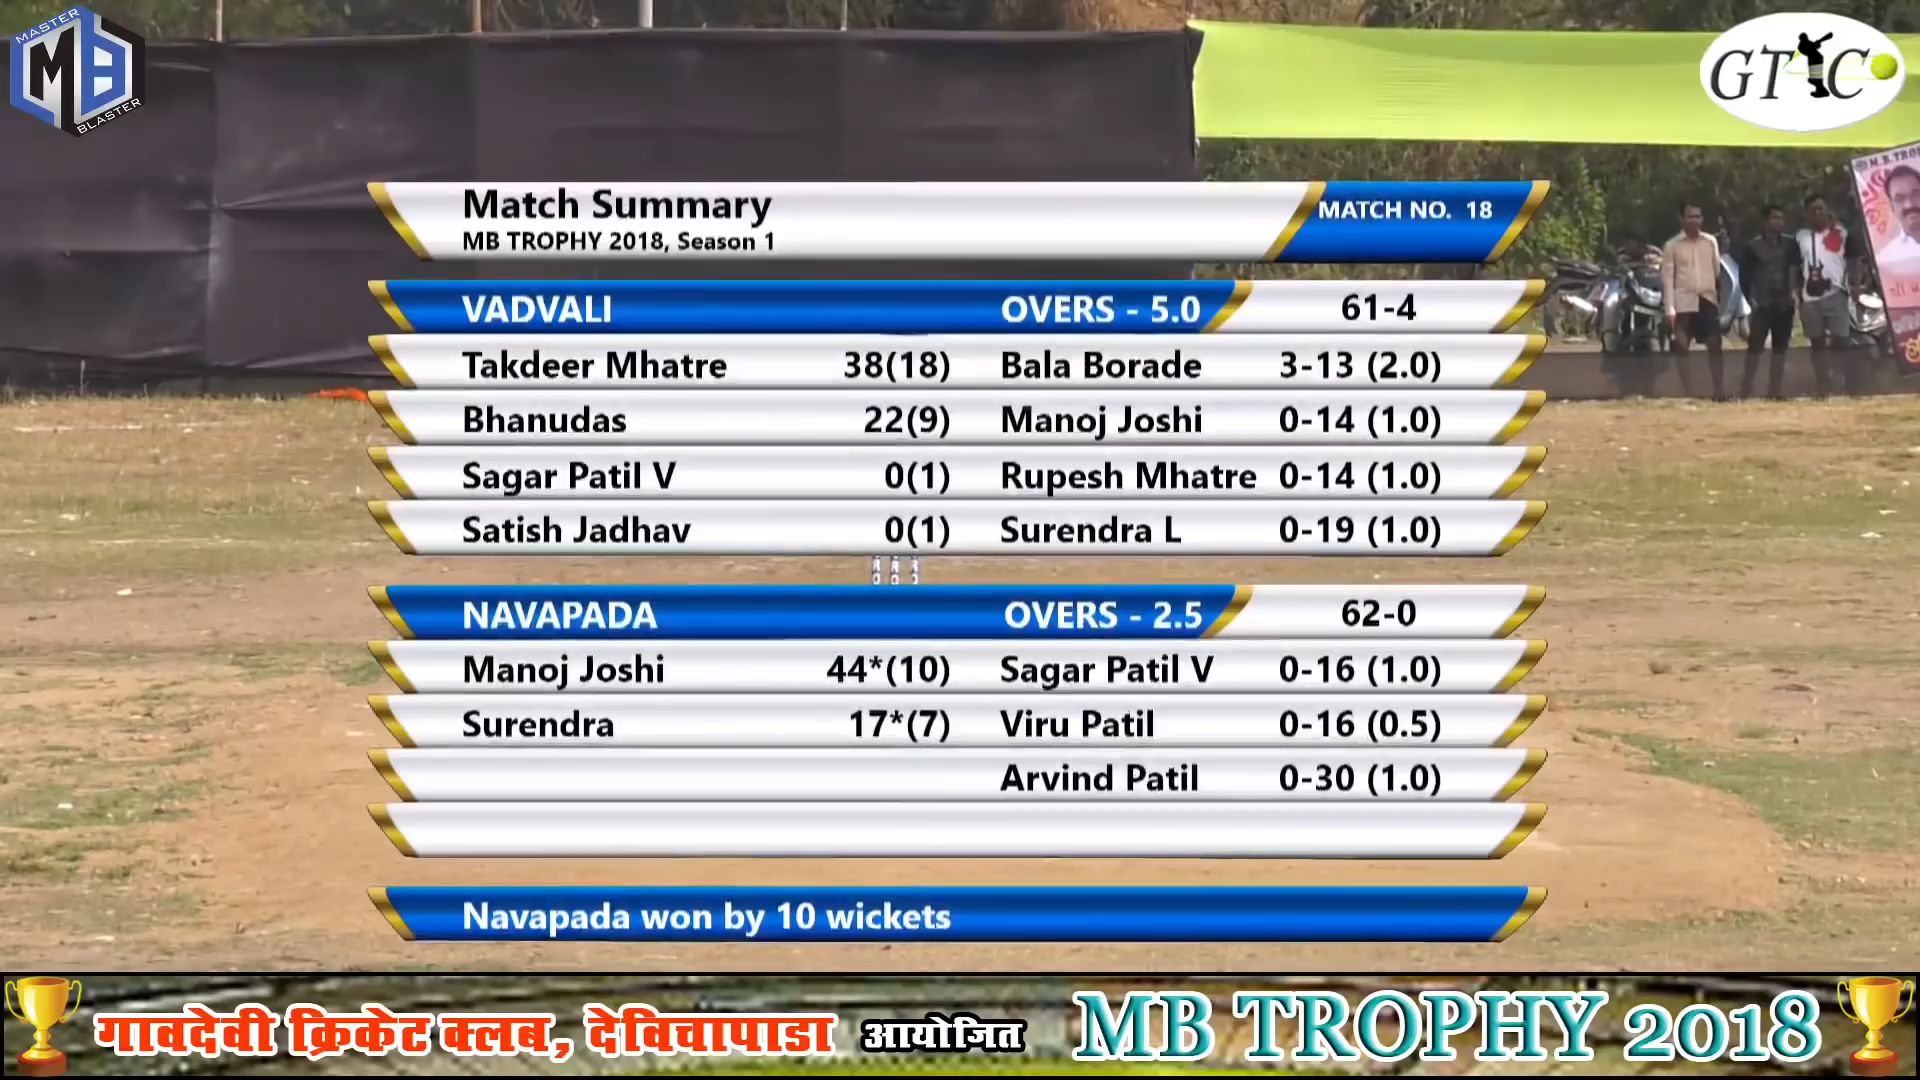 MASTER
MB
BLASTER
GTCC
Match Summary
MB TROPHY 2018, Season 1
MATCH NO. 18
VADVALI OVERS - 5.0 61-4
Takdeer Mhatre 38(18) Bala Borade 3-13 (2.0)
Bhanudas 22(9) Manoj Joshi 0-14 (1.0)
Sagar Patil V 0(1) Rupesh Mhatre 0-14 (1.0)
Satish Jadhav 0(1) Surendra L 0-19 (1.0)
NAVAPADA OVERS - 2.5 62-0
Manoj Joshi 44*(10) Sagar Patil V 0-16 (1.0)
Surendra 17*(7) Viru Patil 0-16 (0.5)
Arvind Patil 0-30 (1.0)
Navapada won by 10 wickets
गावदेवी क्रिकेट क्लब, देविचापाडा आयोजित MB TROPHY 2018